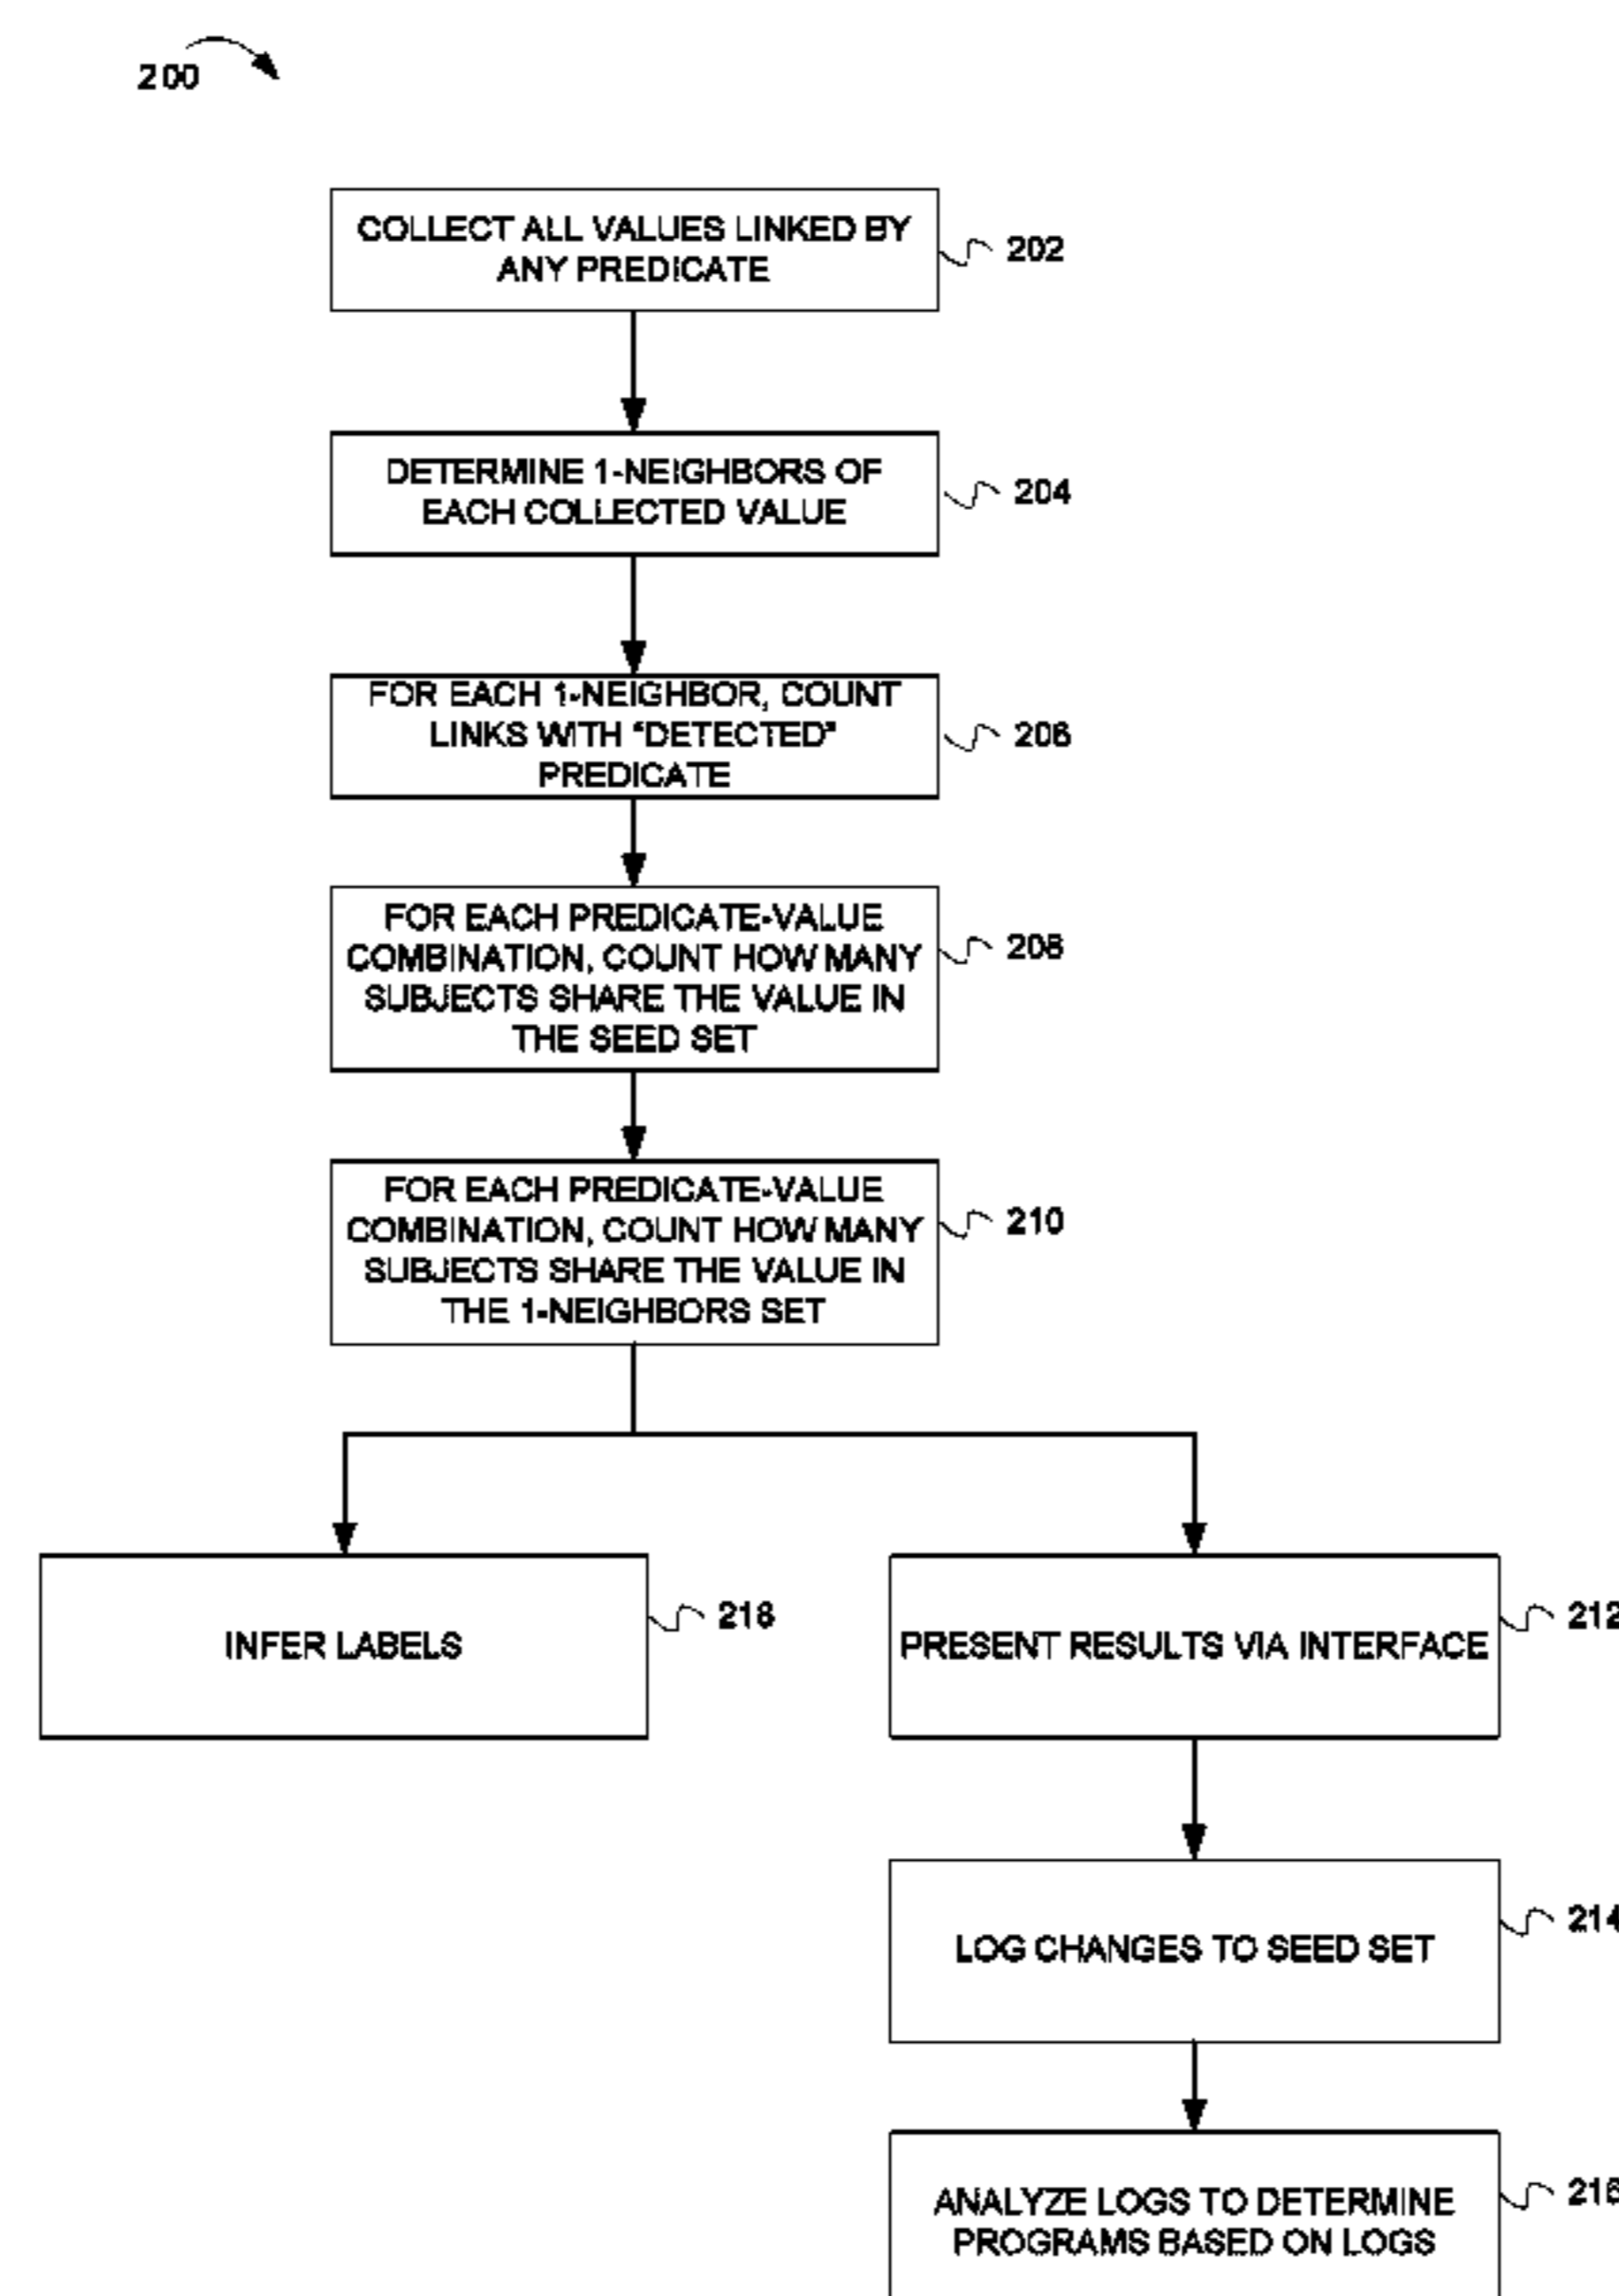 200
COLLECT ALL VALUES LINKED BY
ANY PREDICATE
202
DETERMINE 1-NEIGHBORS OF
EACH COLLECTED VALUE
204
FOR EACH 1-NEIGHBOR, COUNT
LINKS WITH "DETECTED"
PREDICATE
206
FOR EACH PREDICATE-VALUE
COMBINATION, COUNT HOW MANY
SUBJECTS SHARE THE VALUE IN
THE SEED SET
208
FOR EACH PREDICATE-VALUE
COMBINATION, COUNT HOW MANY
SUBJECTS SHARE THE VALUE IN
THE 1-NEIGHBORS SET
210
INFER LABELS
218
PRESENT RESULTS VIA INTERFACE
212
LOG CHANGES TO SEED SET
214
ANALYZE LOGS TO DETERMINE
PROGRAMS BASED ON LOGS
216